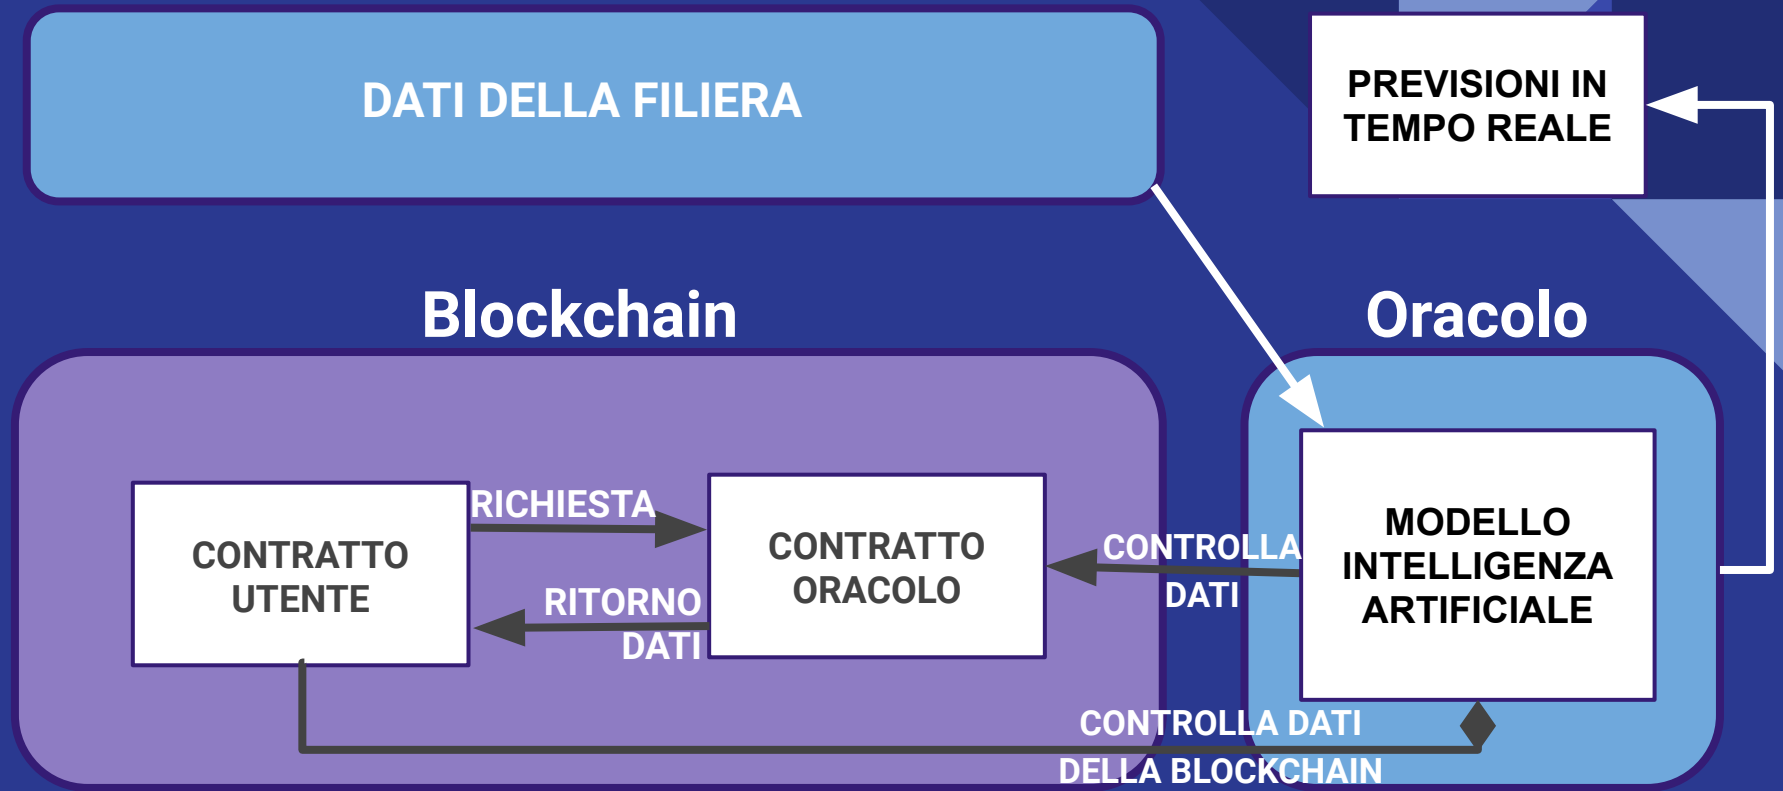 DATI DELLA FILIERA
PREVISIONI IN
TEMPO REALE
Blockchain
Oracolo
CONTRATTO
UTENTE
RICHIESTA
RITORNO
DATI
CONTRATTO
ORACOLO
CONTROLLA
DATI
MODELLO
INTELLIGENZA
ARTIFICIALE
CONTROLLA DATI
DELLA BLOCKCHAIN